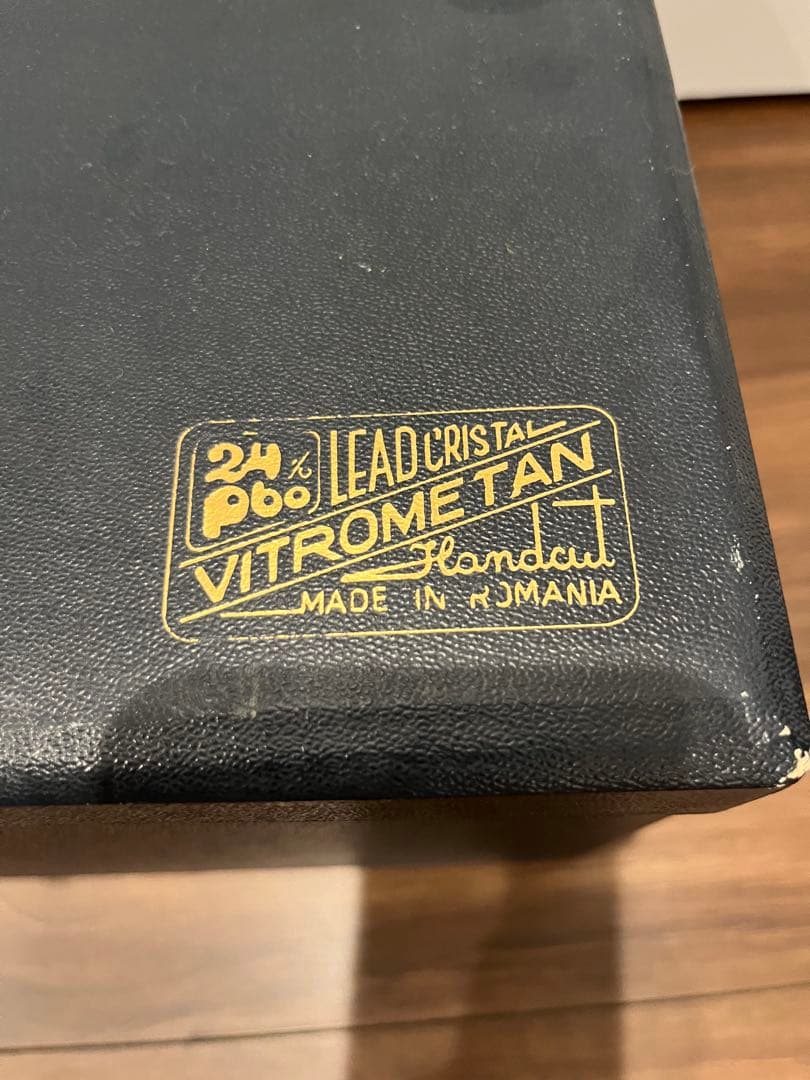 24% Pbo LEAD CRISTAL
VITROMETAN
Handcut
MADE IN ROMANIA